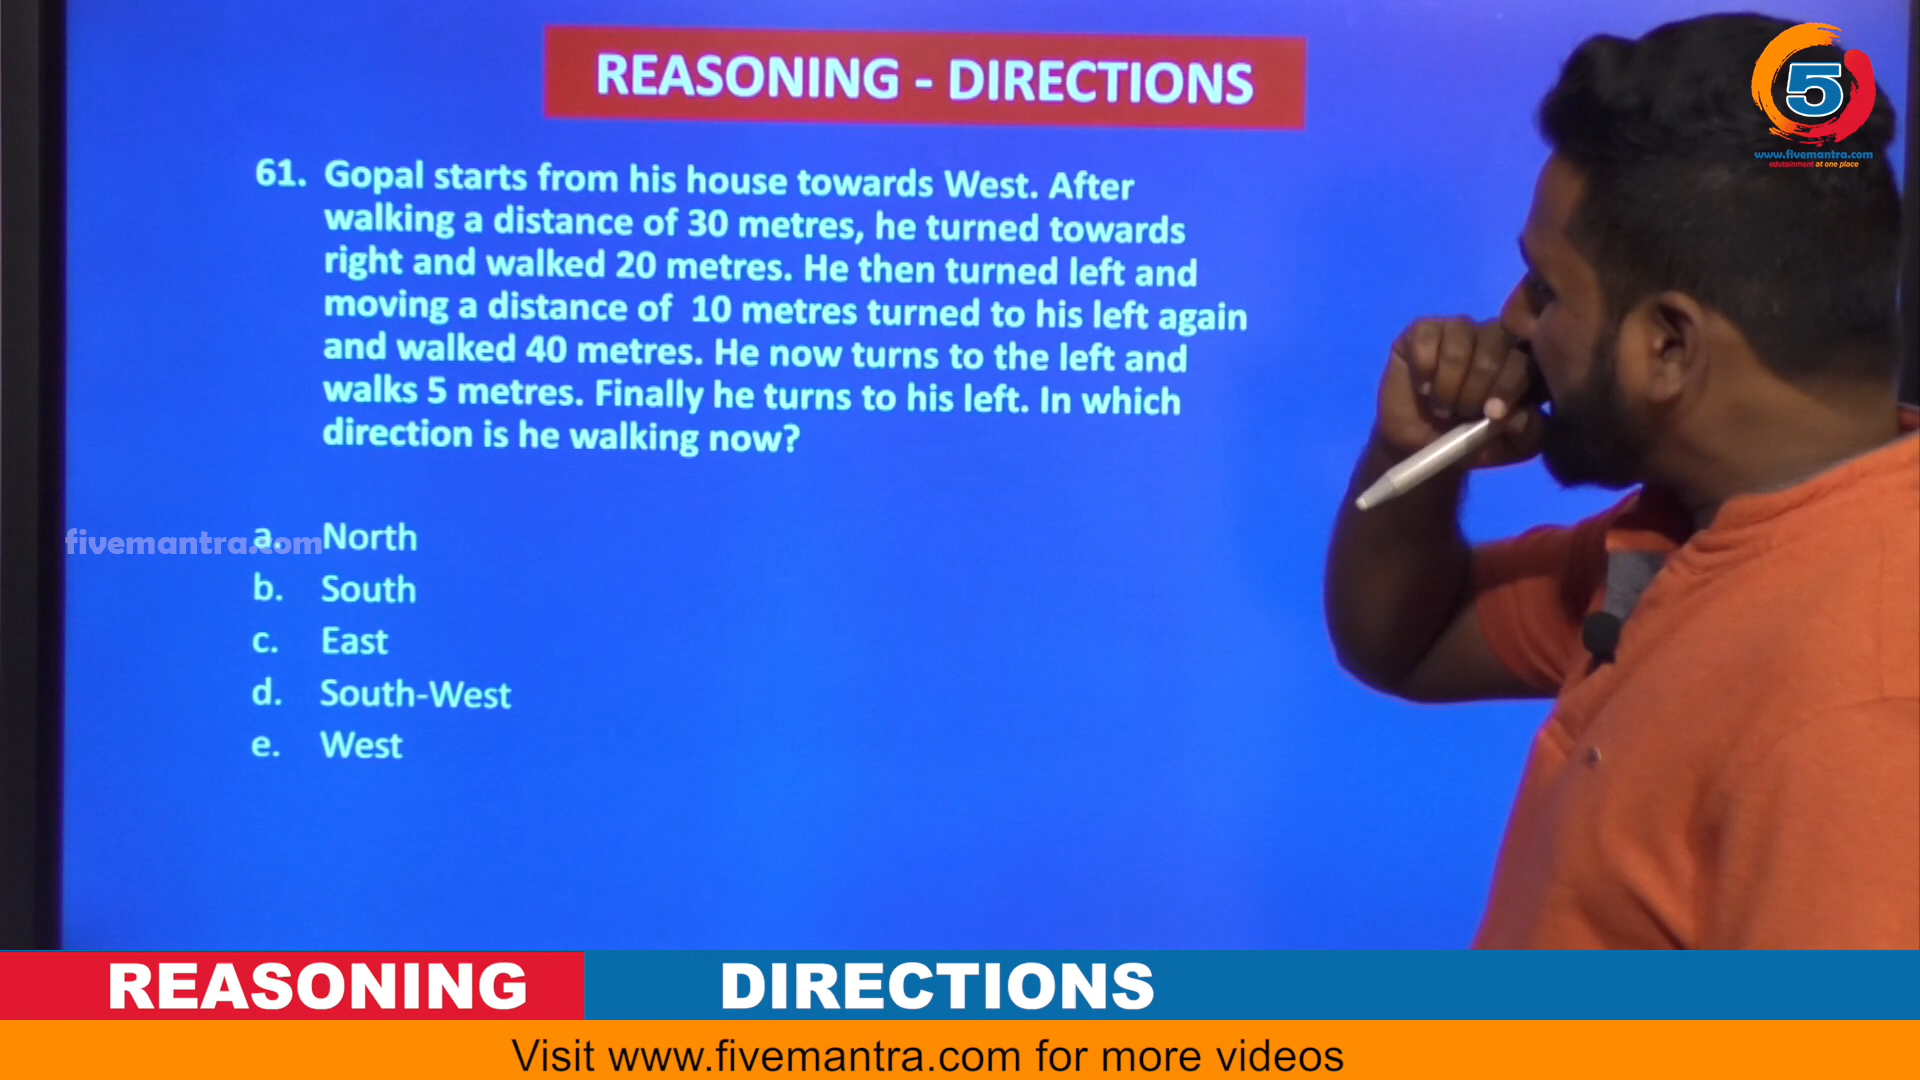 REASONING - DIRECTIONS
5
www.fivemantra.com
edutainment at one place
61. Gopal starts from his house towards West. After
walking a distance of 30 metres, he turned towards
right and walked 20 metres. He then turned left and
moving a distance of 10 metres turned to his left again
and walked 40 metres. He now turns to the left and
walks 5 metres. Finally he turns to his left. In which
direction is he walking now?
fivemantra.com
a. North
b. South
c. East
d. South-West
e. West
REASONING DIRECTIONS
Visit www.fivemantra.com for more videos